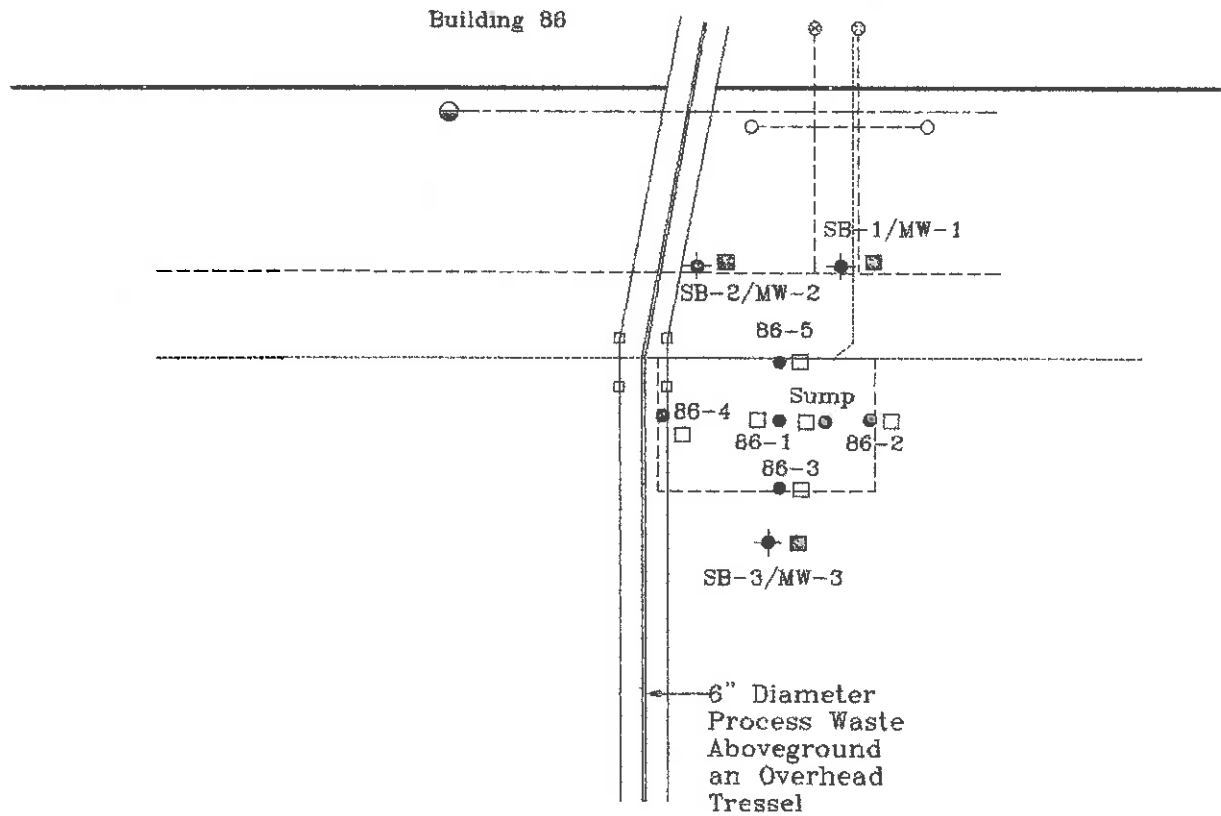 Building 86
SB-1/MW-1
SB-2/MW-2
86-5
Sump
86-4
86-1
86-2
86-3
SB-3/MW-3
6" Diameter
Process Waste
Aboveground
an Overhead
Tressel